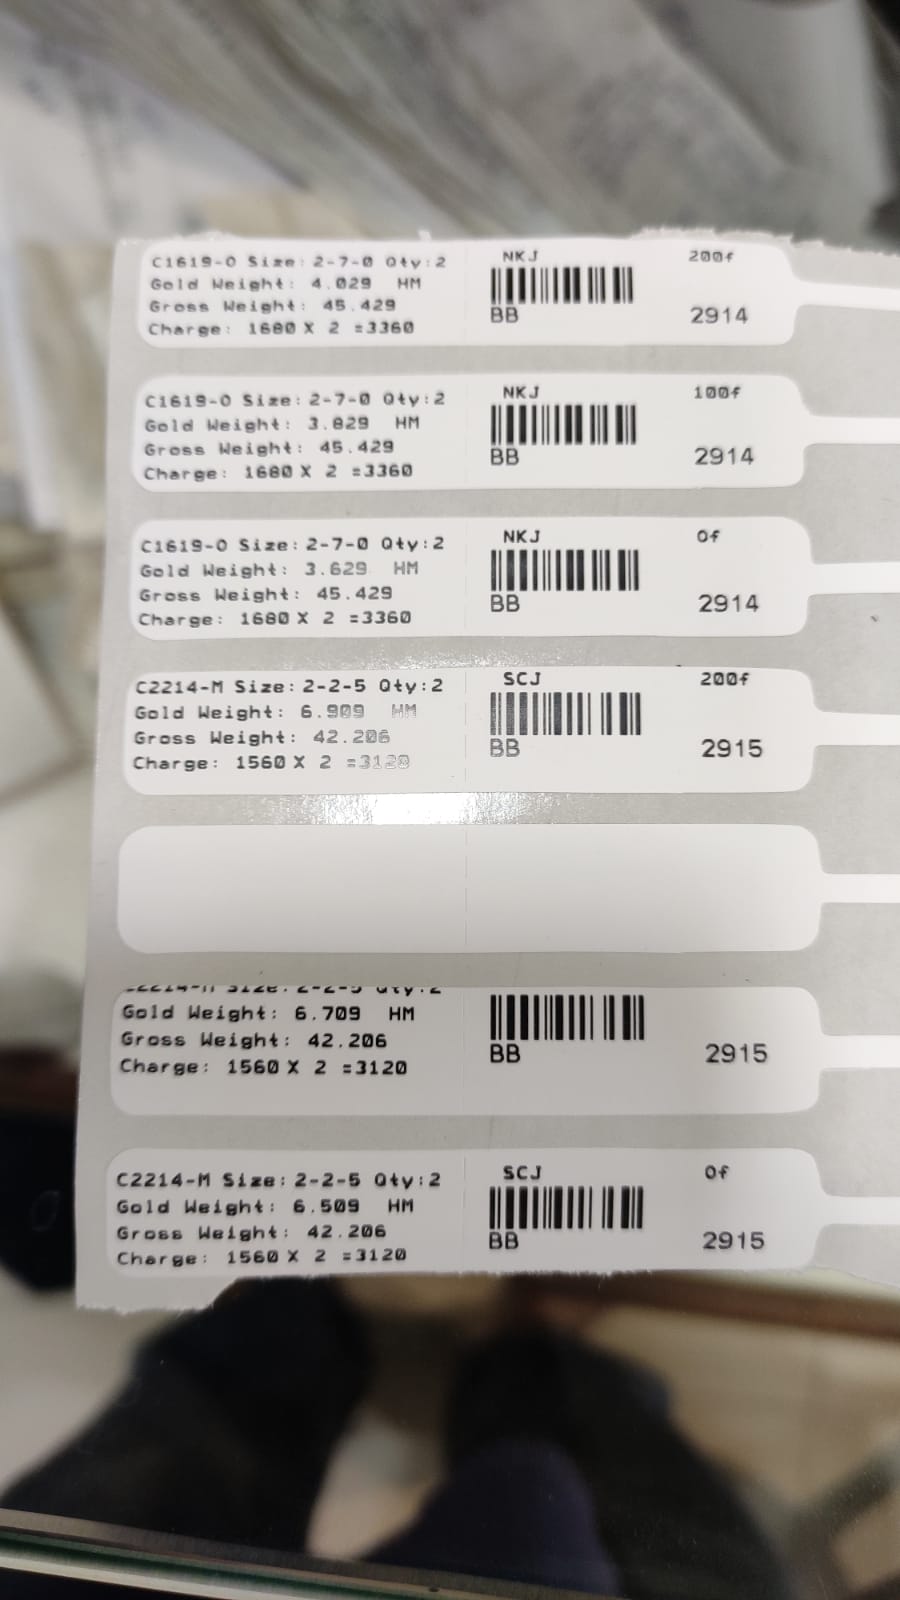 C1619-O Size: 2-7-0 Qty:2 NKJ 200f
Gold Weight: 4.029 HM
Gross Weight: 45.429 BB 2914
Charge: 1680 X 2 =3360
C1619-O Size: 2-7-0 Qty:2 NKJ 100f
Gold Weight: 3.829 HM
Gross Weight: 45.429 BB 2914
Charge: 1680 X 2 =3360
C1619-O Size: 2-7-0 Qty:2 NKJ 0f
Gold Weight: 3.629 HM
Gross Weight: 45.429 BB 2914
Charge: 1680 X 2 =3360
C2214-M Size: 2-2-5 Qty:2 SCJ 200f
Gold Weight: 6.909 HM
Gross Weight: 42.206 BB 2915
Charge: 1560 X 2 =3120
C2214-M Size: 2-2-5 Qty:2
Gold Weight: 6.709 HM
Gross Weight: 42.206 BB 2915
Charge: 1560 X 2 =3120
C2214-M Size: 2-2-5 Qty:2 SCJ 0f
Gold Weight: 6.509 HM
Gross Weight: 42.206 BB 2915
Charge: 1560 X 2 =3120